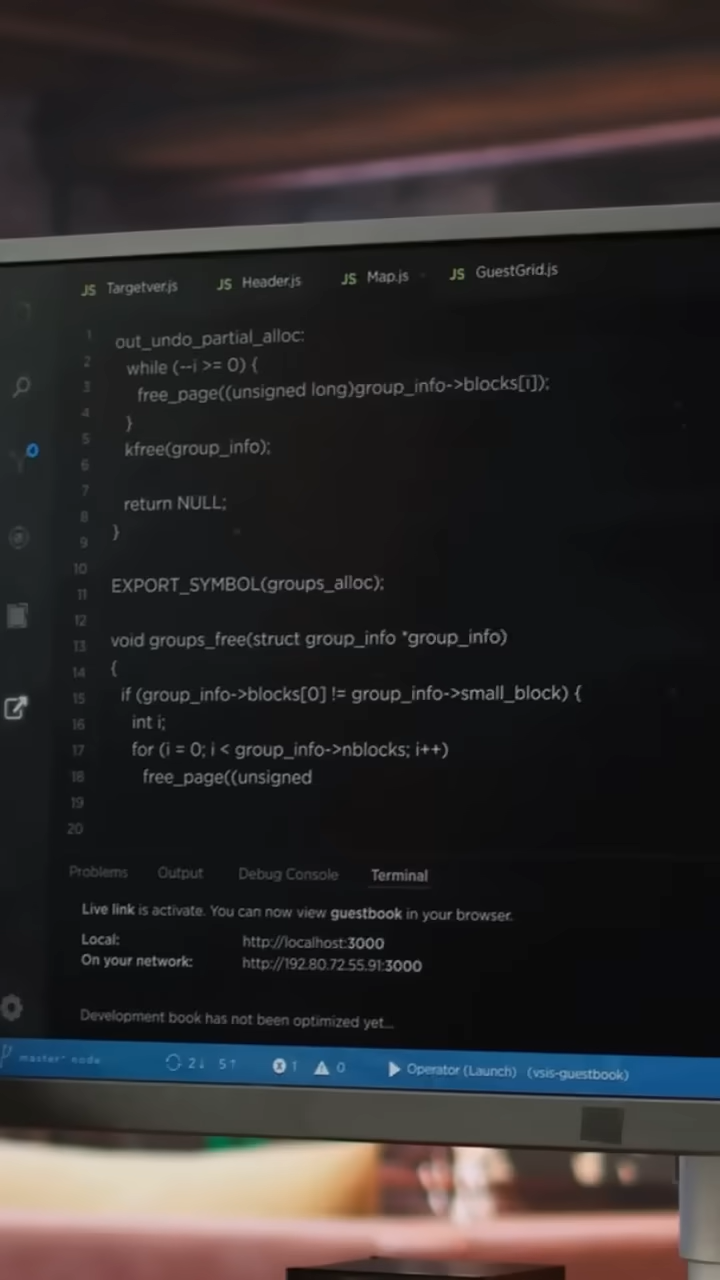 JS Targetver.js JS Header.js JS Map.js JS GuestGrid.js
1 out_undo_partial_alloc:
2 while (--i >= 0) {
3 free_page((unsigned long)group_info->blocks[i]);
4 }
5 kfree(group_info);
6
7 return NULL;
8 }
9
10
11 EXPORT_SYMBOL(groups_alloc);
12
13 void groups_free(struct group_info *group_info)
14 {
15 if (group_info->blocks[0] != group_info->small_block) {
16 int i;
17 for (i = 0; i < group_info->nblocks; i++)
18 free_page((unsigned
19
20
Problems Output Debug Console Terminal
Live link is activate. You can now view guestbook in your browser.
Local: http://localhost:3000
On your network: http://192.80.72.55.91:3000
Development book has not been optimized yet...
master* node 2↓ 5↑ 1 0 Operator (Launch) (vsis-guestbook)